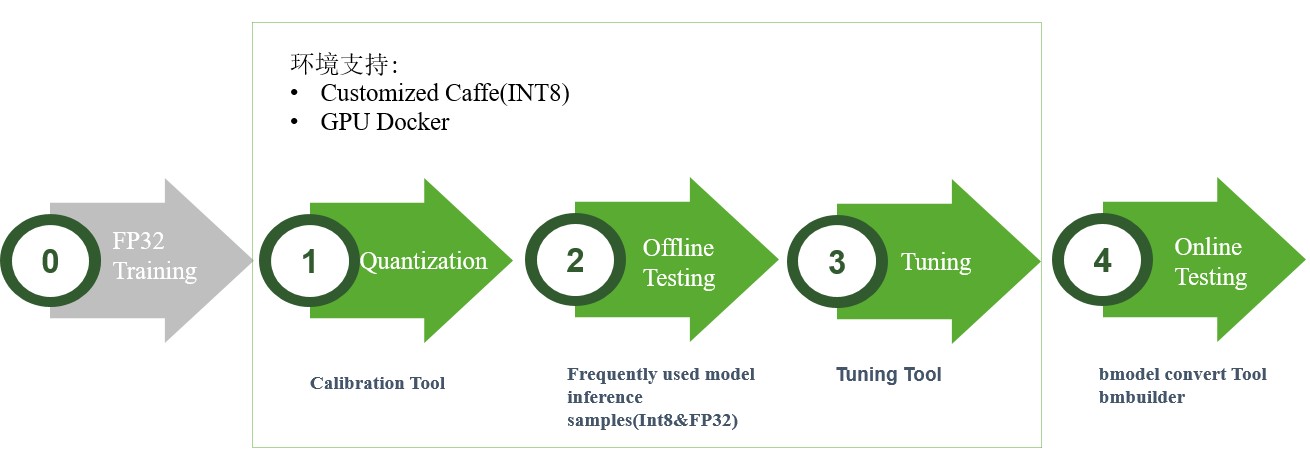 环境支持:
• Customized Caffe(INT8)
• GPU Docker
0
FP32
Training
1
Quantization
2
Offline
Testing
3
Tuning
4
Online
Testing
Calibration Tool
Frequently used model
inference
samples(Int8&FP32)
Tuning Tool
bmodel convert Tool
bmbuilder